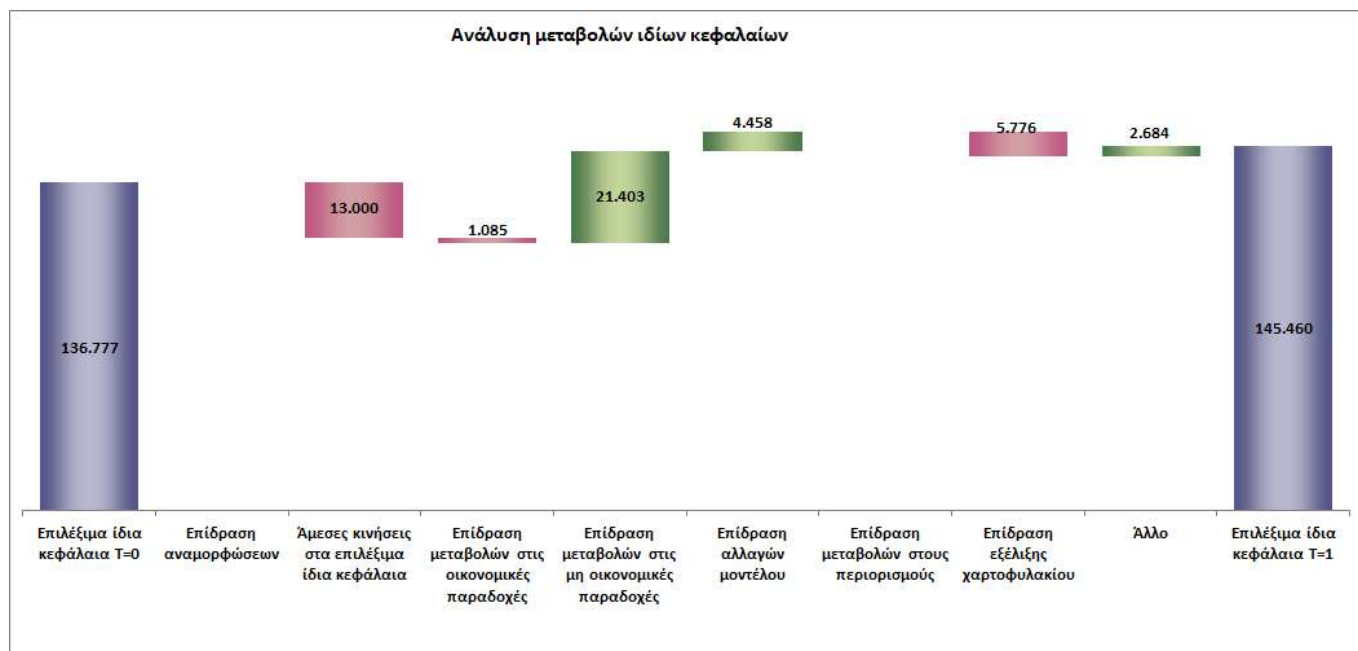 Ανάλυση μεταβολών ιδίων κεφαλαίων
4.458
5.776
2.684
13.000
21.403
1.085
136.777
145.460
Επιλέξιμα ίδια
κεφάλαια T=0
Επίδραση
αναμορφώσεων
Άμεσες κινήσεις
στα επιλέξιμα
ίδια κεφάλαια
Επίδραση
μεταβολών στις
οικονομικές
παραδοχές
Επίδραση
μεταβολών στις
μη οικονομικές
παραδοχές
Επίδραση
αλλαγών
μοντέλου
Επίδραση
μεταβολών στους
περιορισμούς
Επίδραση
εξέλιξης
χαρτοφυλακίου
Άλλο
Επιλέξιμα ίδια
κεφάλαια T=1